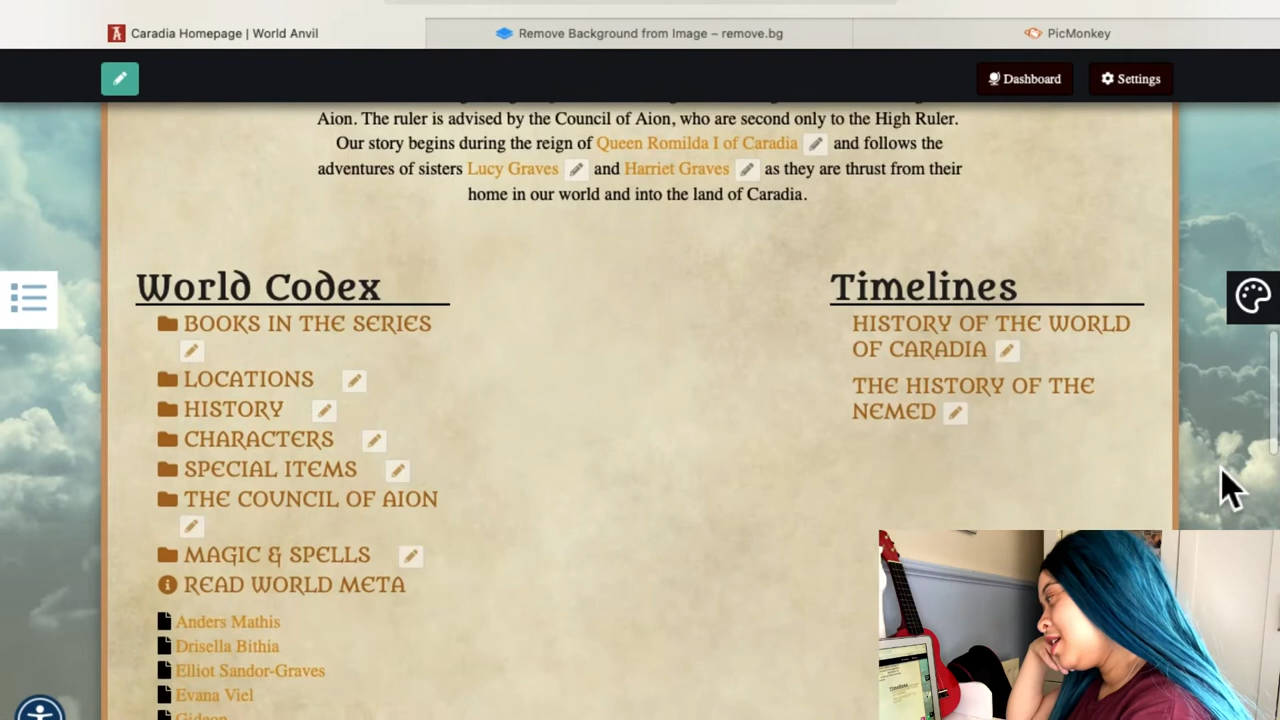 Caradia Homepage | World Anvil
Remove Background from Image – remove.bg
PicMonkey
Dashboard
Settings
Aion. The ruler is advised by the Council of Aion, who are second only to the High Ruler.
Our story begins during the reign of Queen Romilda I of Caradia and follows the
adventures of sisters Lucy Graves and Harriet Graves as they are thrust from their
home in our world and into the land of Caradia.
World Codex
BOOKS IN THE SERIES
LOCATIONS
HISTORY
CHARACTERS
SPECIAL ITEMS
THE COUNCIL OF AION
MAGIC & SPELLS
READ WORLD META
Anders Mathis
Drisella Bithia
Elliot Sandor-Graves
Evana Viel
Gideon
Timelines
HISTORY OF THE WORLD
OF CARADIA
THE HISTORY OF THE
NEMED